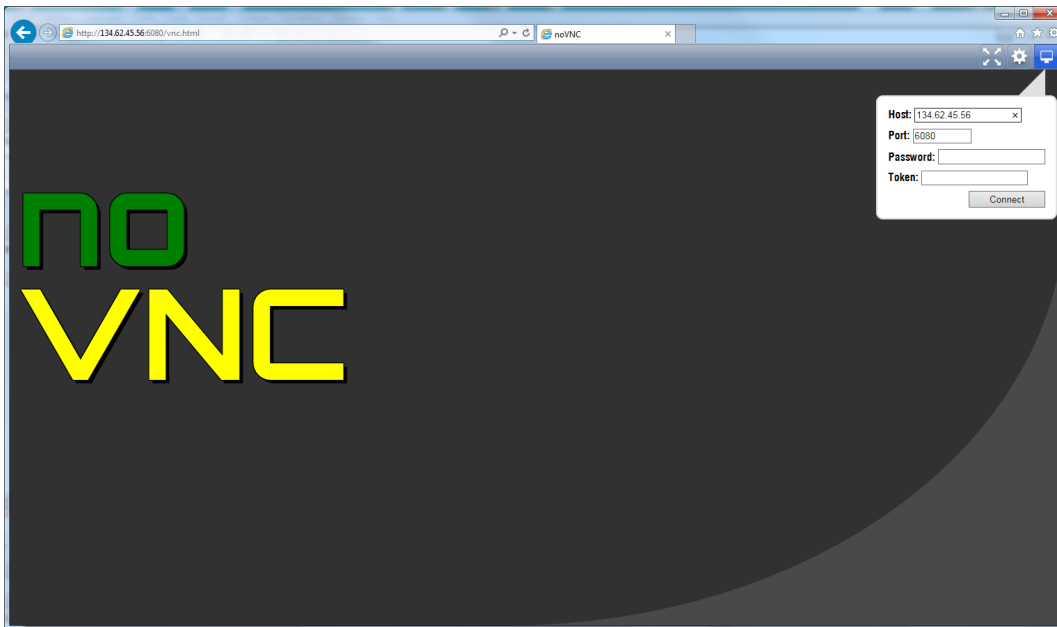 http://134.62.45.56:6080/vnc.html
noVNC
Host: 134.62.45.56
Port: 6080
Password:
Token:
Connect
no
VNC